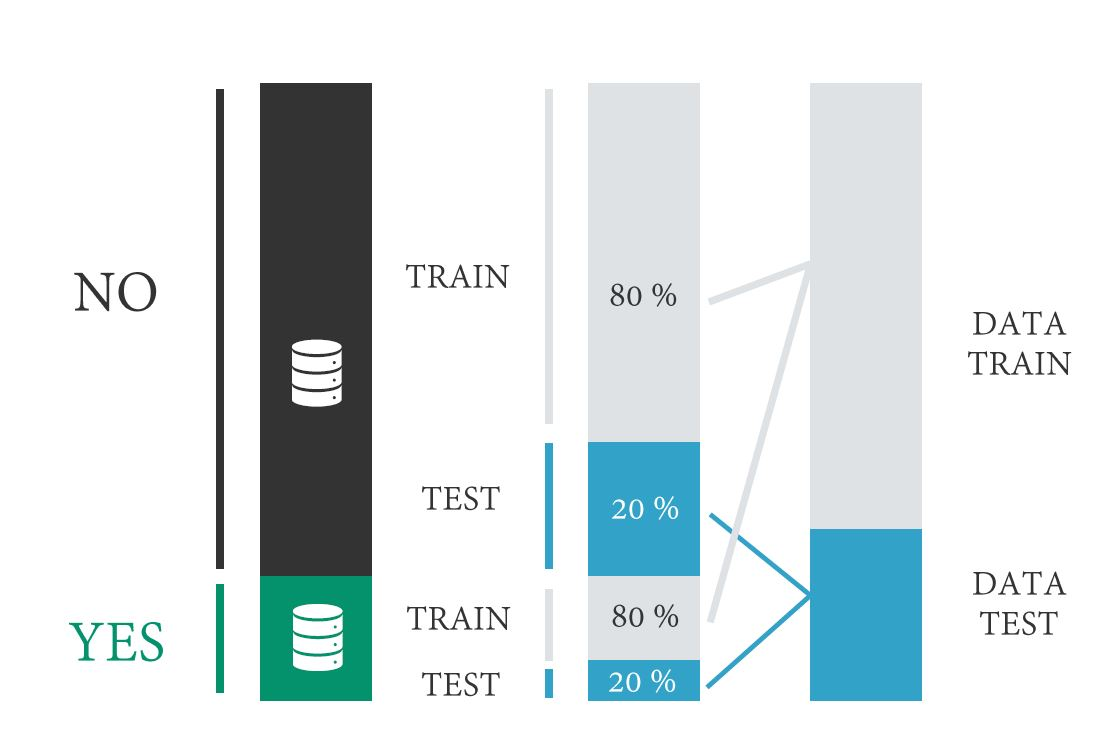 NO
TRAIN
80 %
DATA
TRAIN
TEST
20 %
YES
TRAIN
80 %
DATA
TEST
TEST
20 %